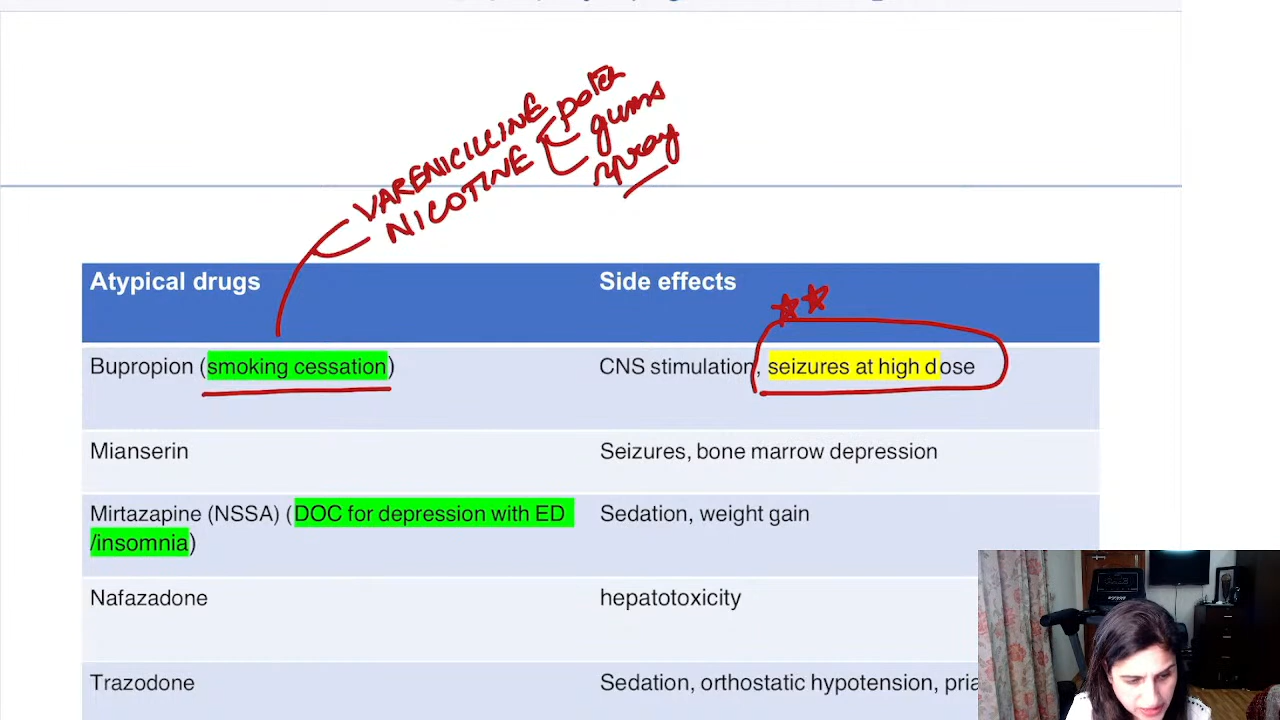 VARENICILLINE
NICOTINE
patch
gums
spray
Atypical drugs
Side effects
Bupropion (smoking cessation)
CNS stimulation, seizures at high dose
Mianserin
Seizures, bone marrow depression
Mirtazapine (NSSA) (DOC for depression with ED
/insomnia)
Sedation, weight gain
Nafazadone
hepatotoxicity
Trazodone
Sedation, orthostatic hypotension,